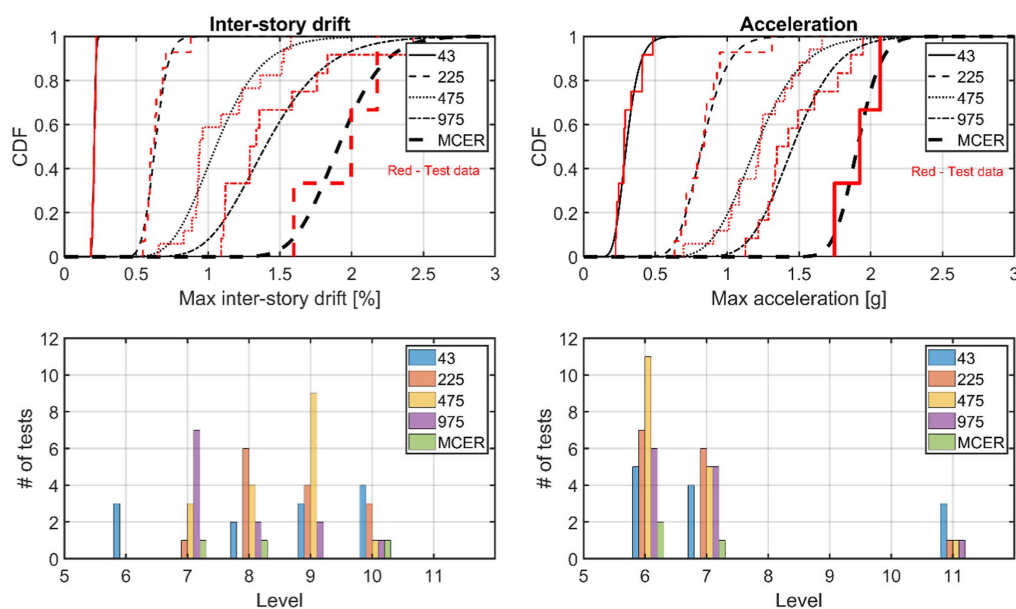 Inter-story drift
CDF
1
0.8
0.6
0.4
0.2
0
43
225
475
975
MCER
Red - Test data
0 0.5 1 1.5 2 2.5 3
Max inter-story drift [%]
Acceleration
CDF
1
0.8
0.6
0.4
0.2
0
43
225
475
975
MCER
Red - Test data
0 0.5 1 1.5 2 2.5 3
Max acceleration [g]
# of tests
12
10
8
6
4
2
0
43
225
475
975
MCER
5 6 7 8 9 10 11
Level
# of tests
12
10
8
6
4
2
0
43
225
475
975
MCER
5 6 7 8 9 10 11
Level